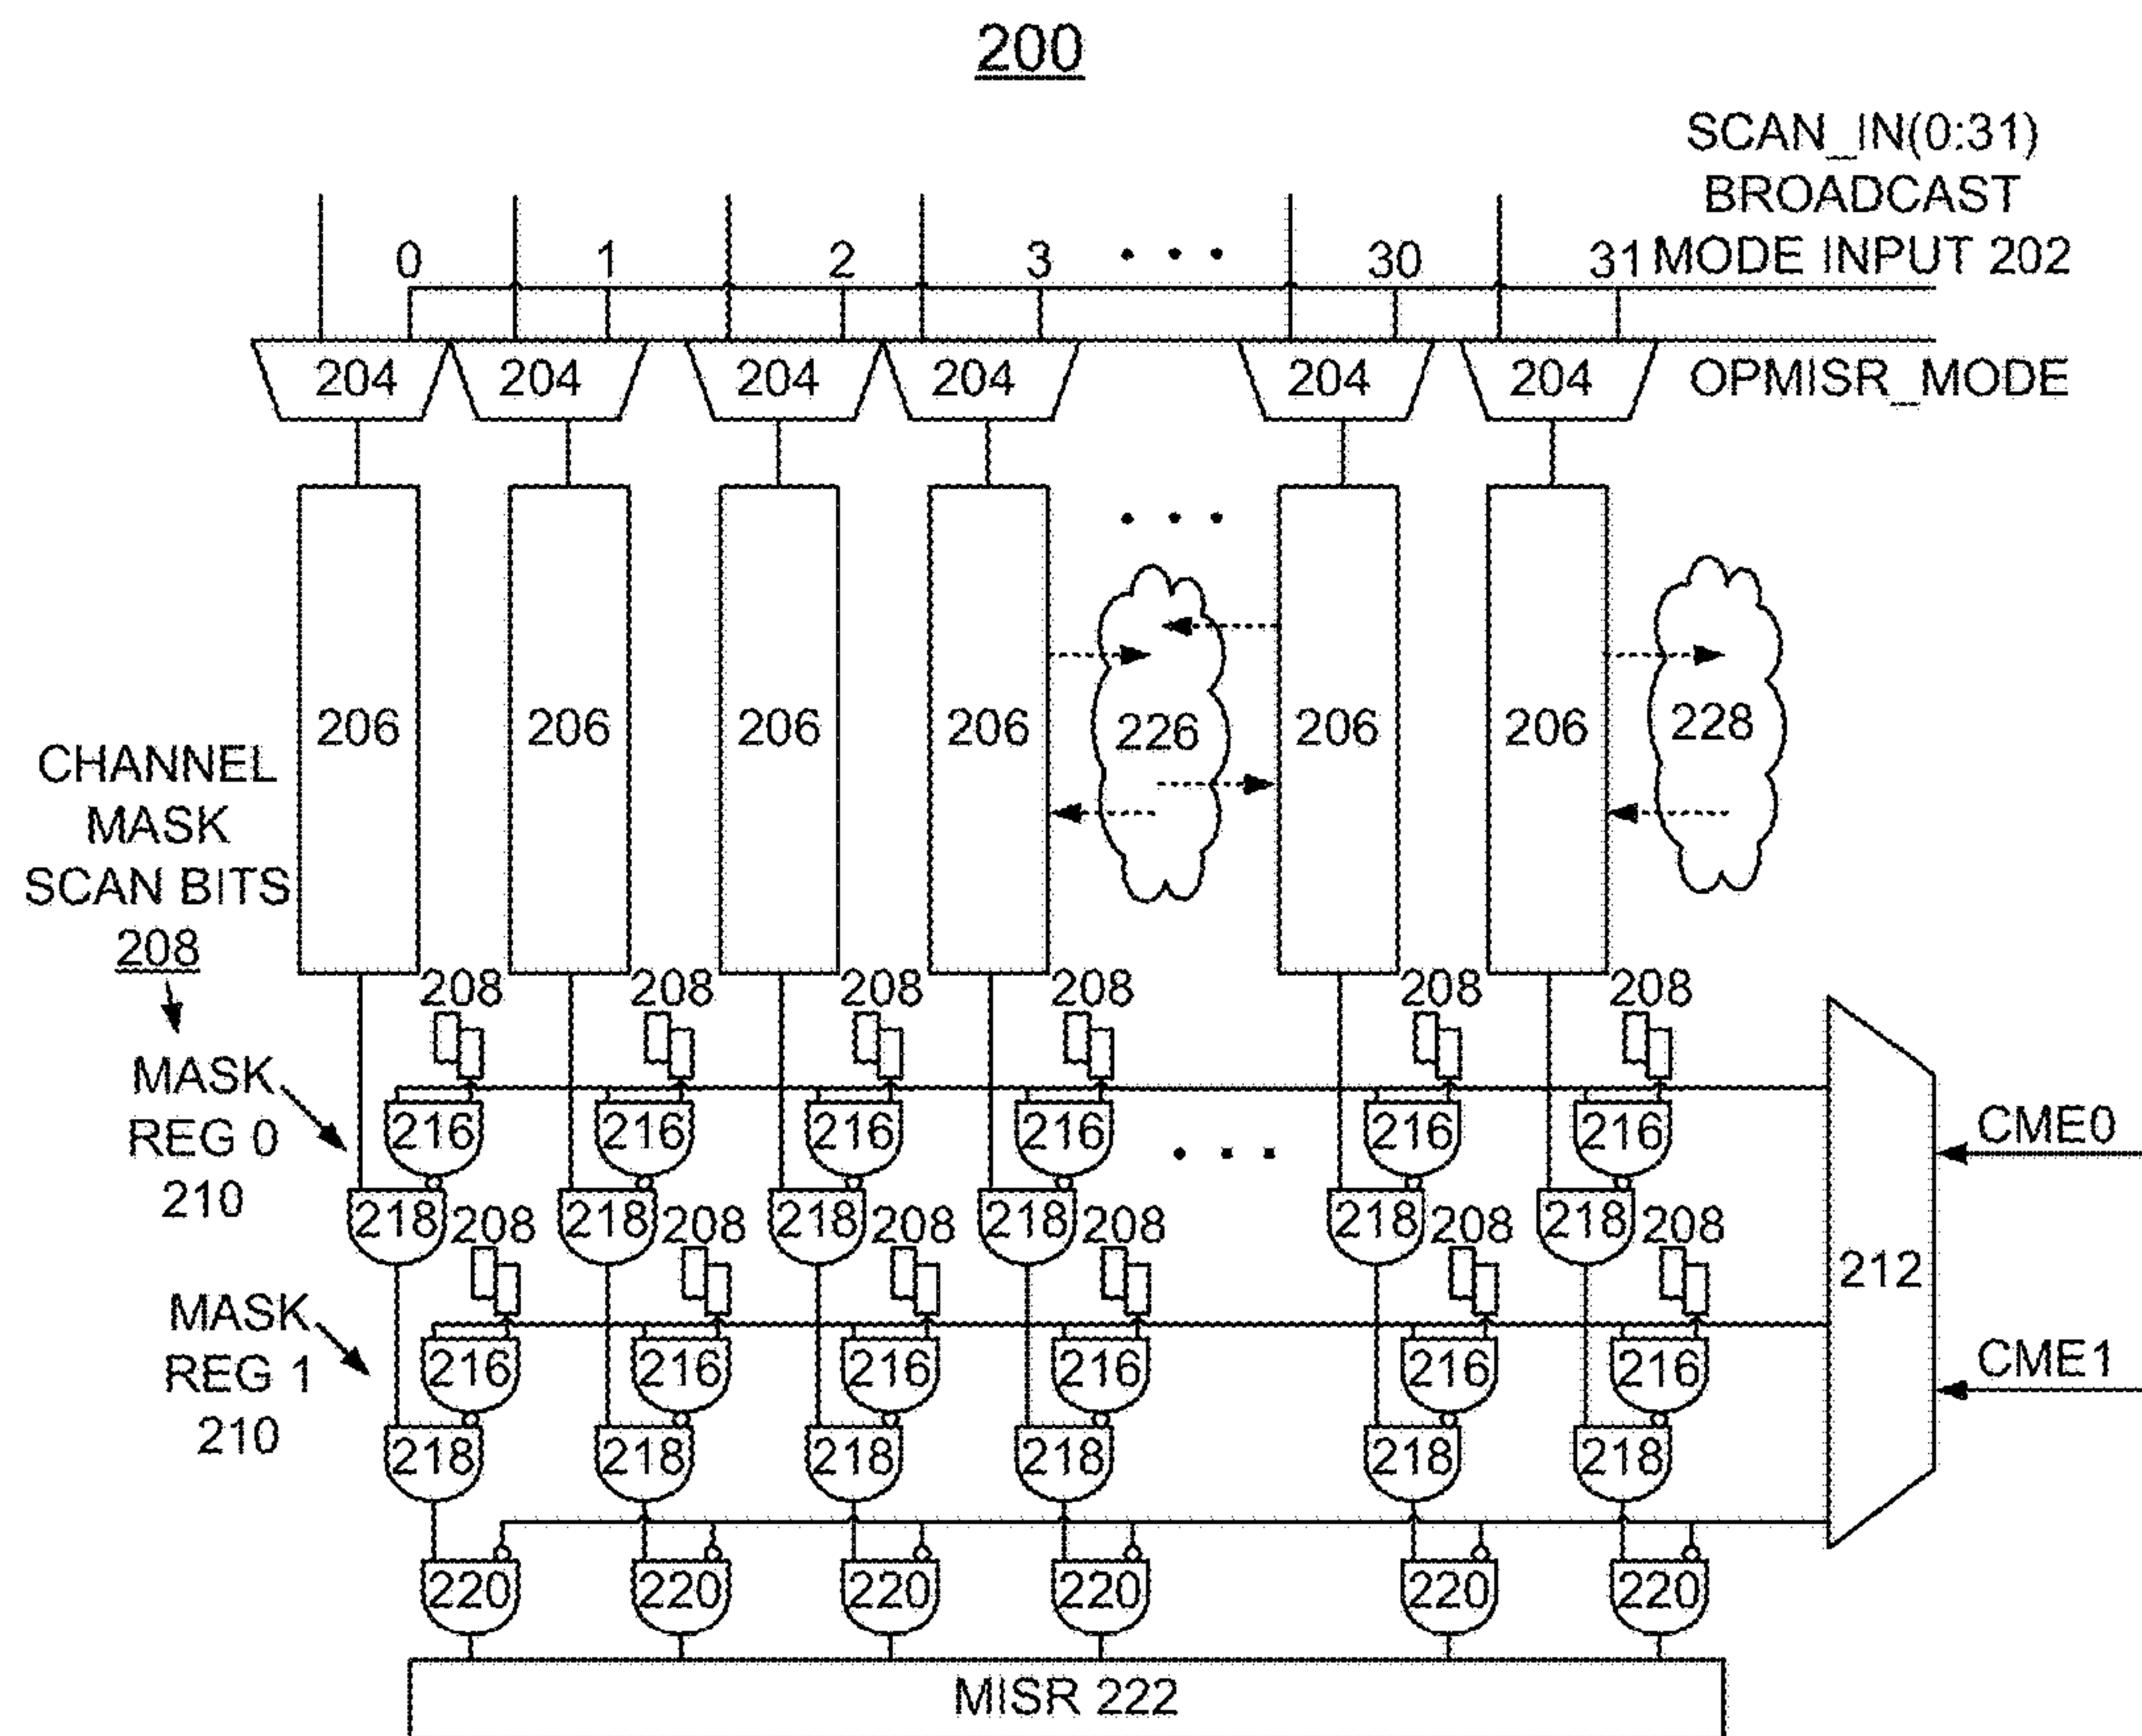 200
SCAN_IN(0:31)
BROADCAST
MODE INPUT 202
0 1 2 3 • • • 30 31
204 204 204 204 204 204
OPMISR_MODE
• • •
206 206 206 206 206 206
226 228
CHANNEL
MASK
SCAN BITS
208
208 208 208 208 208 208
MASK
REG 0
210
216 216 216 216 • • • 216 216
CME0
218 218 218 218 218 218
208 208 208 208 208 208
212
MASK
REG 1
210
216 216 216 216 216 216
CME1
218 218 218 218 218 218
220 220 220 220 220 220
MISR 222